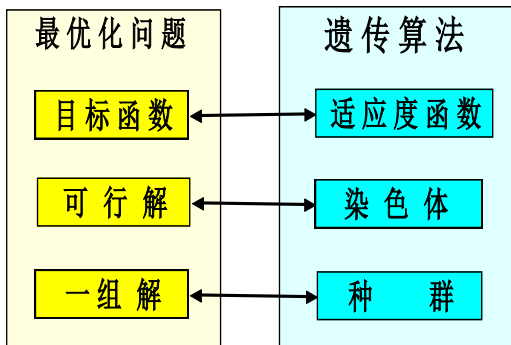 最优化问题
目标函数
可行解
一组解
遗传算法
适应度函数
染色体
种 群